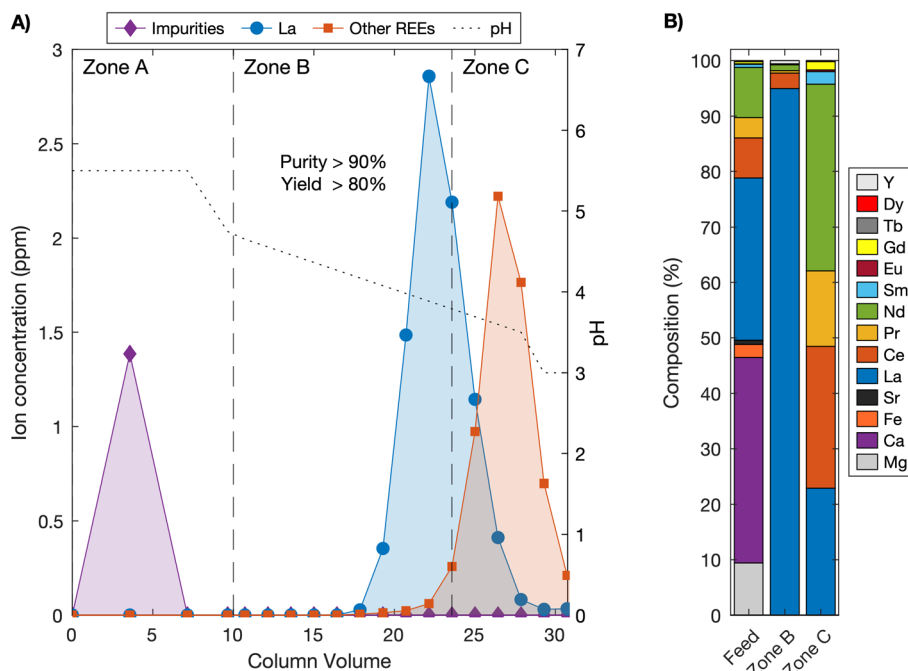 A)
Impurities La Other REEs pH
Zone A Zone B Zone C
Purity > 90%
Yield > 80%
3
2.5
2
1.5
1
0.5
0
Ion concentration (ppm)
0 5 10 15 20 25 30
Column Volume
7
6
5
4
3
2
1
0
pH
B)
100
90
80
70
60
50
40
30
20
10
0
Composition (%)
Feed
Zone B
Zone C
Y
Dy
Tb
Gd
Eu
Sm
Nd
Pr
Ce
La
Sr
Fe
Ca
Mg